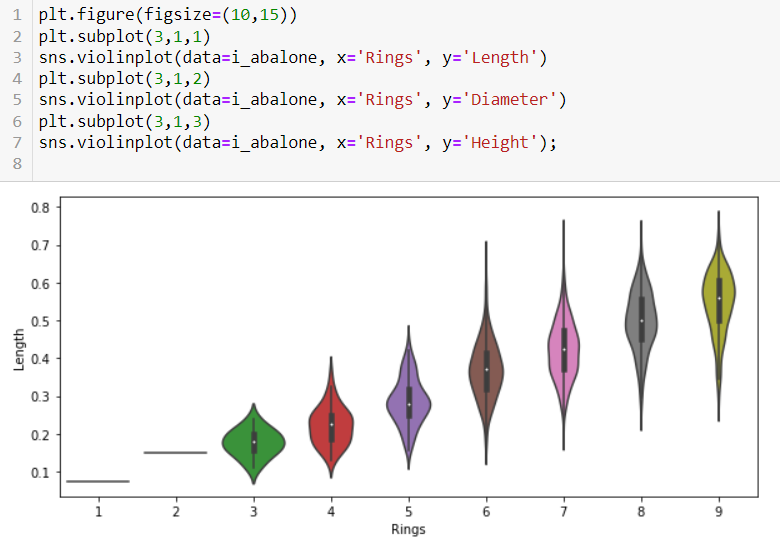 1 plt.figure(figsize=(10,15))
2 plt.subplot(3,1,1)
3 sns.violinplot(data=i_abalone, x='Rings', y='Length')
4 plt.subplot(3,1,2)
5 sns.violinplot(data=i_abalone, x='Rings', y='Diameter')
6 plt.subplot(3,1,3)
7 sns.violinplot(data=i_abalone, x='Rings', y='Height');
8
0.8
0.7
0.6
0.5
0.4
0.3
0.2
0.1
Length
1 2 3 4 5 6 7 8 9
Rings